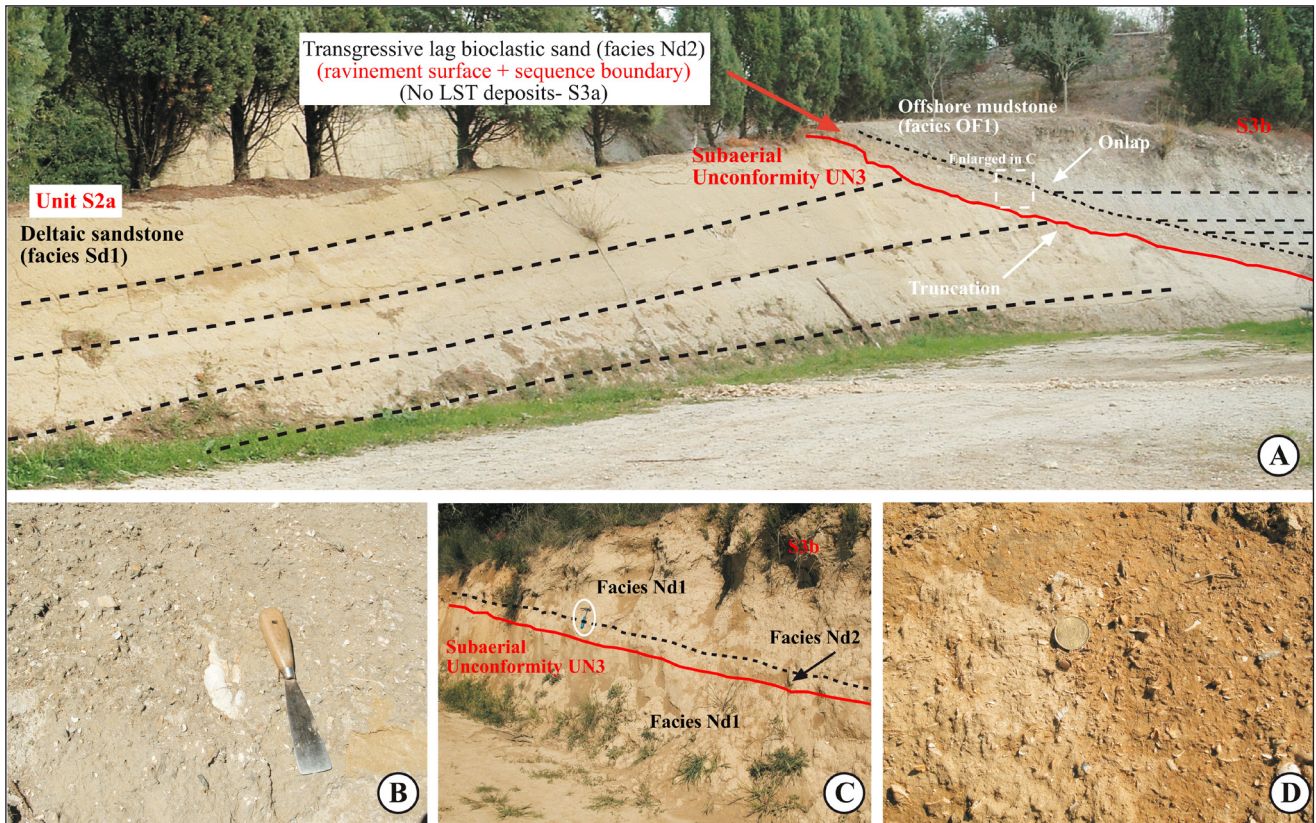 Transgressive lag bioclastic sand (facies Nd2)
(ravinement surface + sequence boundary)
(No LST deposits- S3a)
Offshore mudstone
(facies OF1)
S3b
Onlap
Enlarged in C
Subaerial
Unconformity UN3
Unit S2a
Deltaic sandstone
(facies Sd1)
Truncation
A
B
S3b
Facies Nd1
Facies Nd2
Subaerial
Unconformity UN3
Facies Nd1
C
D